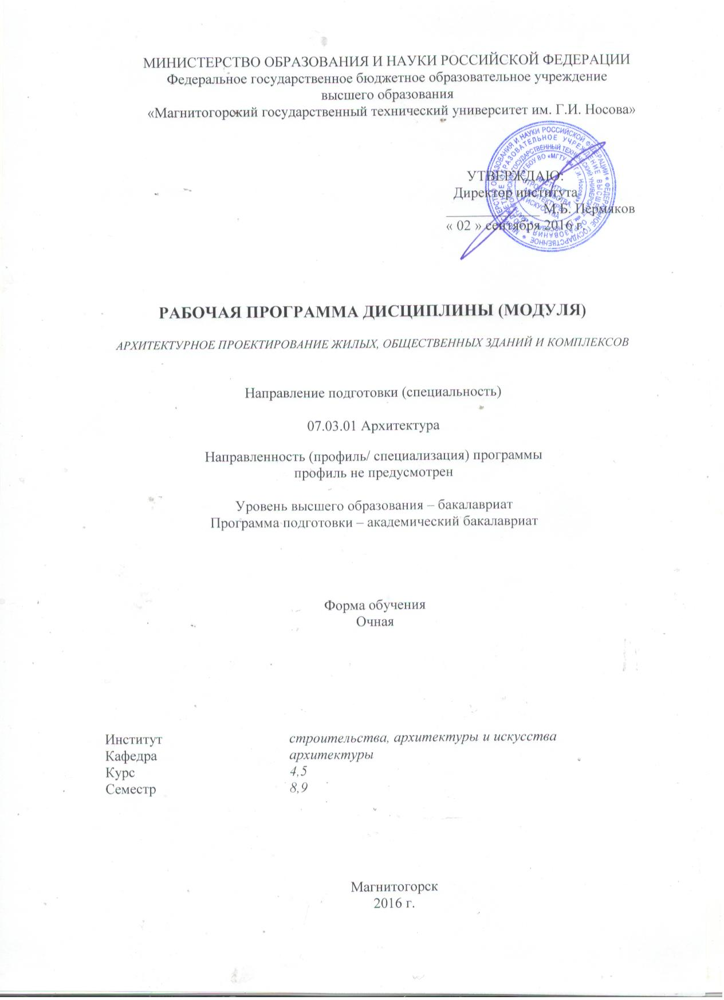 МИНИСТЕРСТВО ОБРАЗОВАНИЯ И НАУКИ РОССИЙСКОЙ ФЕДЕРАЦИИ
Федеральное государственное бюджетное образовательное учреждение
высшего образования
«Магнитогорский государственный технический университет им. Г.И. Носова»
УТВЕРЖДАЮ:
Директор института
_____________ М.Б. Пермяков
« 02 » сентября 2016 г.
РАБОЧАЯ ПРОГРАММА ДИСЦИПЛИНЫ (МОДУЛЯ)
АРХИТЕКТУРНОЕ ПРОЕКТИРОВАНИЕ ЖИЛЫХ, ОБЩЕСТВЕННЫХ ЗДАНИЙ И КОМПЛЕКСОВ
Направление подготовки (специальность)
07.03.01 Архитектура
Направленность (профиль/ специализация) программы
профиль не предусмотрен
Уровень высшего образования – бакалавриат
Программа подготовки – академический бакалавриат
Форма обучения
Очная
Институт строительства, архитектуры и искусства
Кафедра архитектуры
Курс 4,5
Семестр 8,9
Магнитогорск
2016 г.